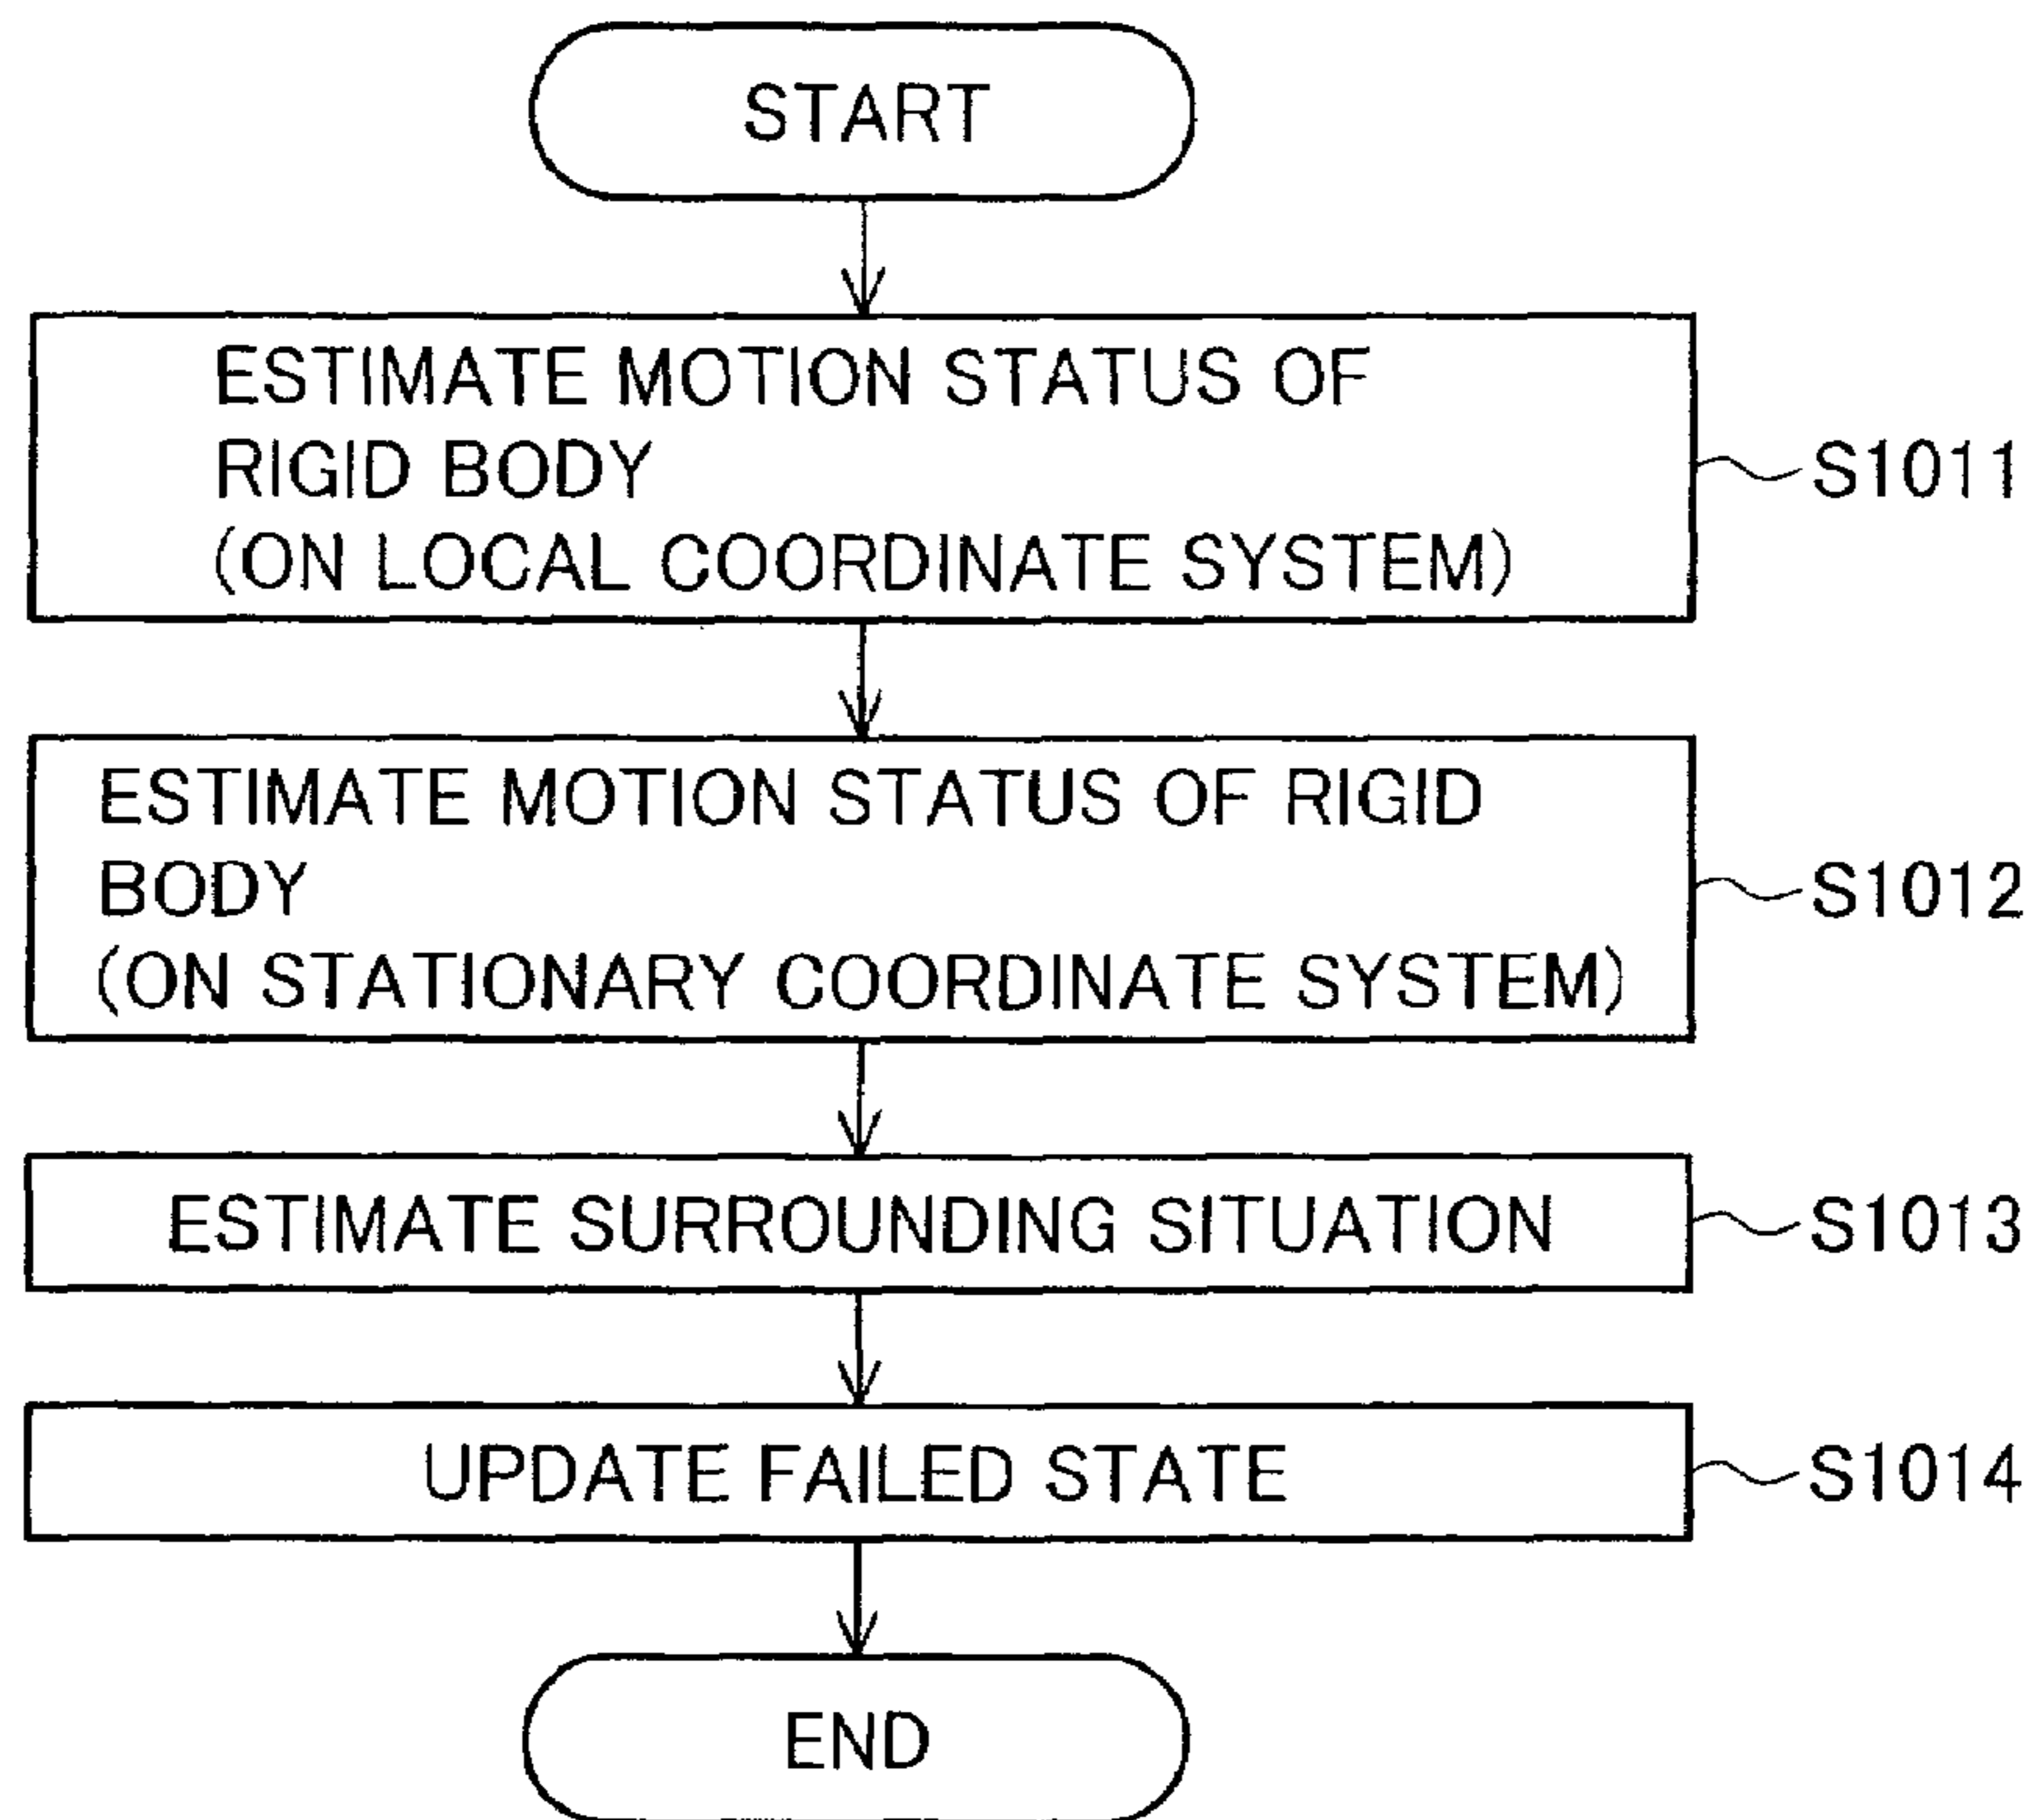 START
ESTIMATE MOTION STATUS OF
RIGID BODY
(ON LOCAL COORDINATE SYSTEM)
S1011
ESTIMATE MOTION STATUS OF RIGID
BODY
(ON STATIONARY COORDINATE SYSTEM)
S1012
ESTIMATE SURROUNDING SITUATION
S1013
UPDATE FAILED STATE
S1014
END